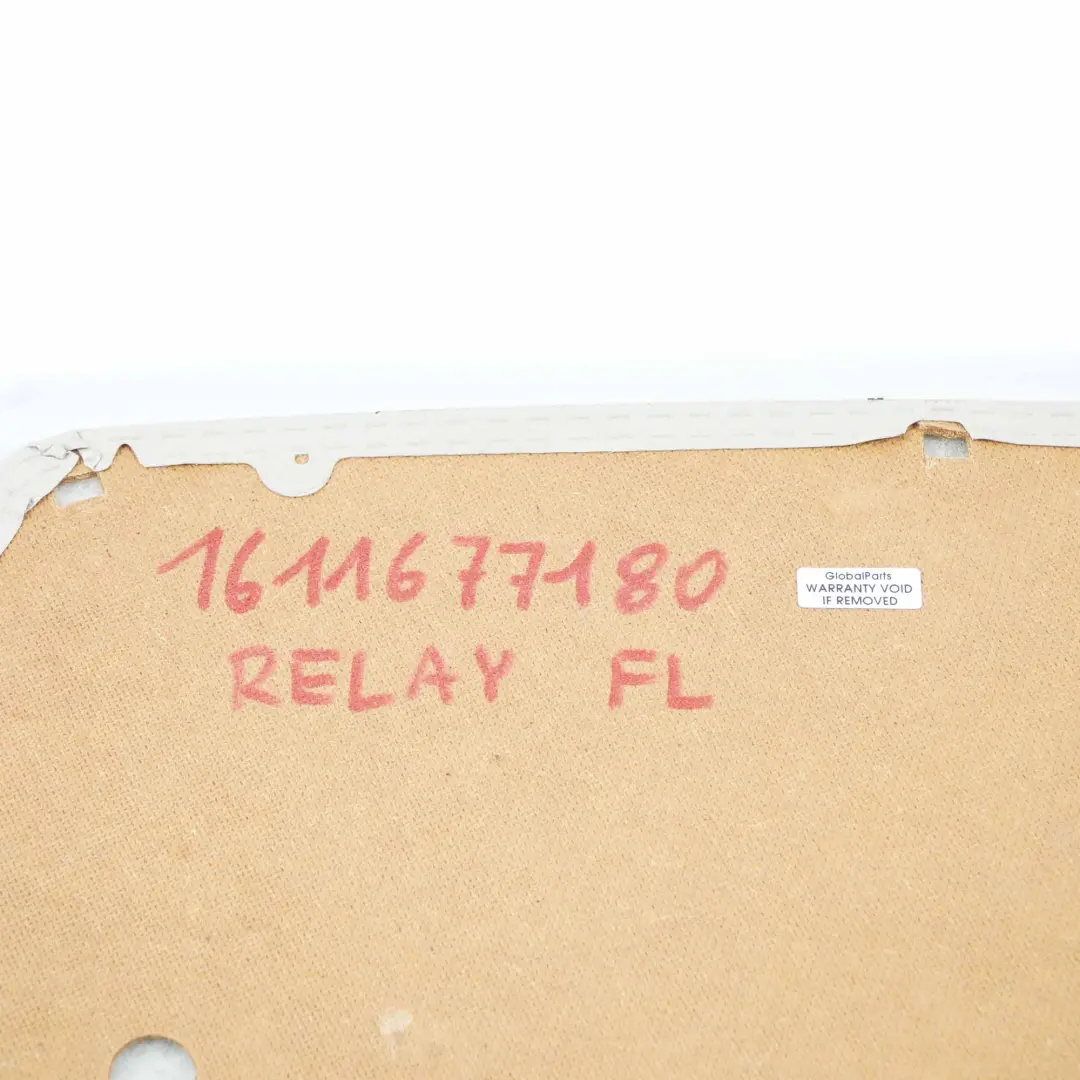 1611677180
RELAY FL
GlobalParts
WARRANTY VOID
IF REMOVED